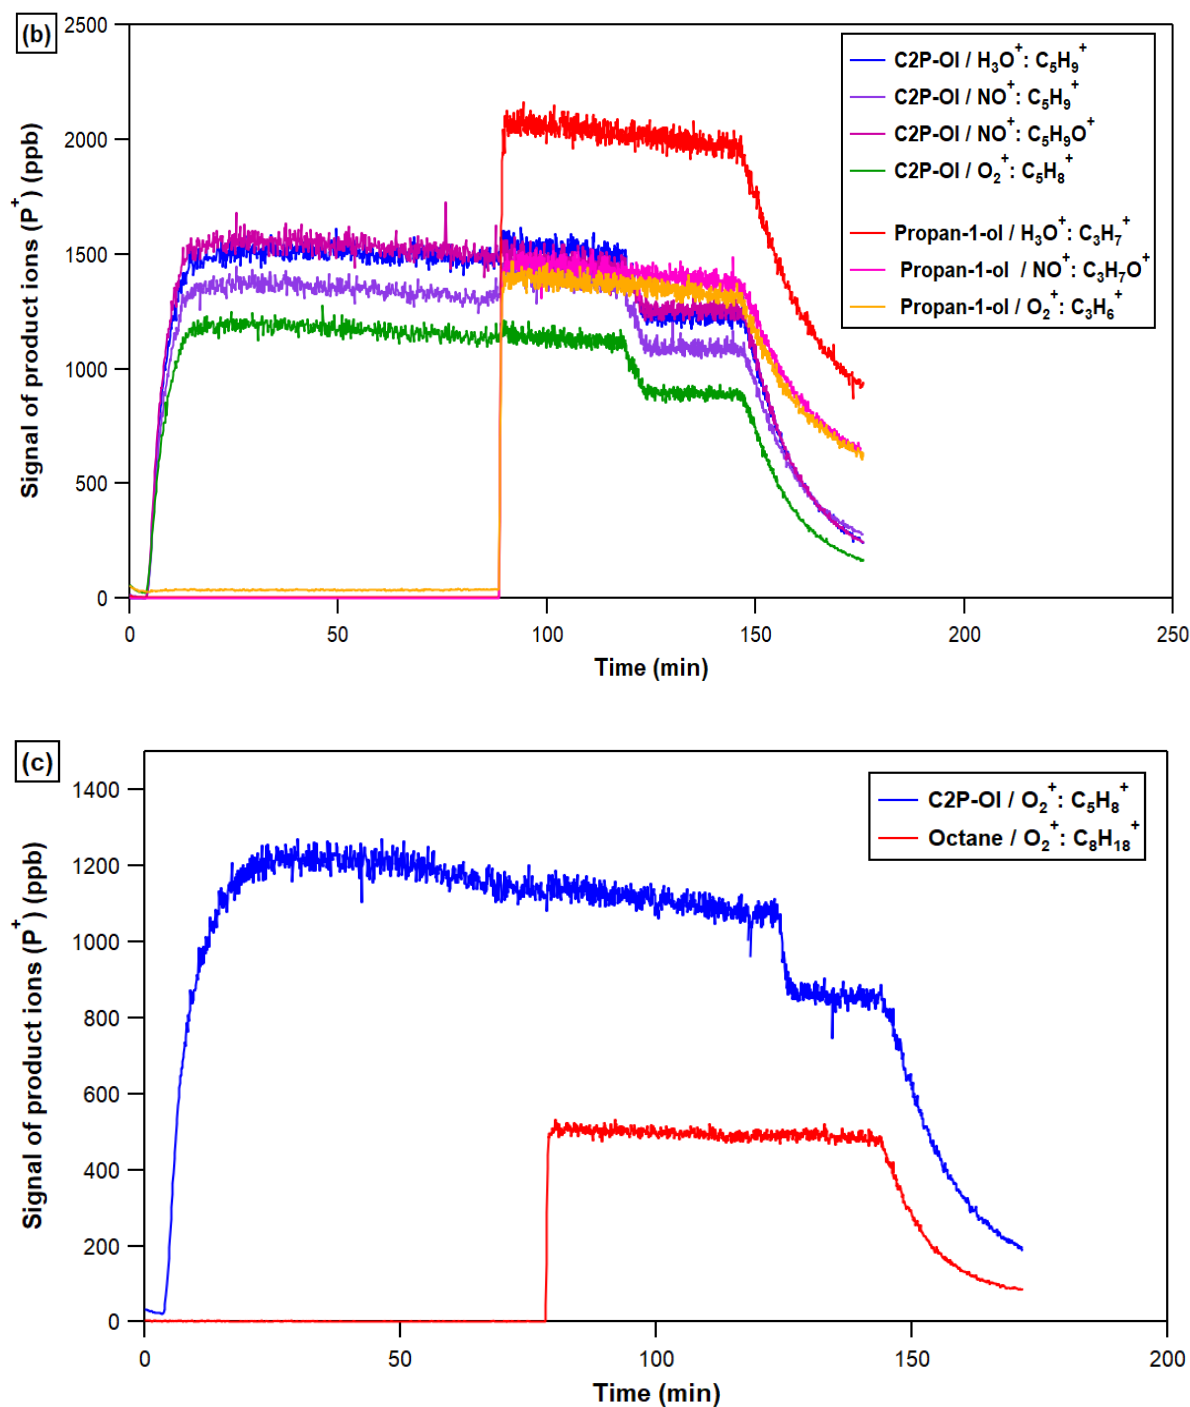 (b)
Signal of product ions (P⁺) (ppb)
2500
2000
1500
1000
500
0
C2P-Ol / H₃O⁺: C₅H₉⁺
C2P-Ol / NO⁺: C₅H₉⁺
C2P-Ol / NO⁺: C₅H₉O⁺
C2P-Ol / O₂⁺: C₅H₈⁺
Propan-1-ol / H₃O⁺: C₃H₇⁺
Propan-1-ol / NO⁺: C₃H₇O⁺
Propan-1-ol / O₂⁺: C₃H₆⁺
0 50 100 150 200 250
Time (min)
(c)
Signal of product ions (P⁺) (ppb)
1400
1200
1000
800
600
400
200
0
C2P-Ol / O₂⁺: C₅H₈⁺
Octane / O₂⁺: C₈H₁₈⁺
0 50 100 150 200
Time (min)